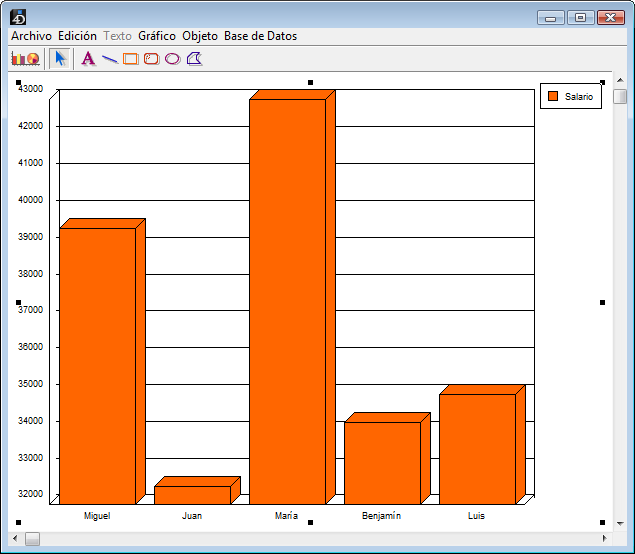 4D
Archivo Edición Texto Gráfico Objeto Base de Datos
A
43000
Salario
42000
41000
40000
39000
38000
37000
36000
35000
34000
33000
32000
Miguel Juan María Benjamín Luis